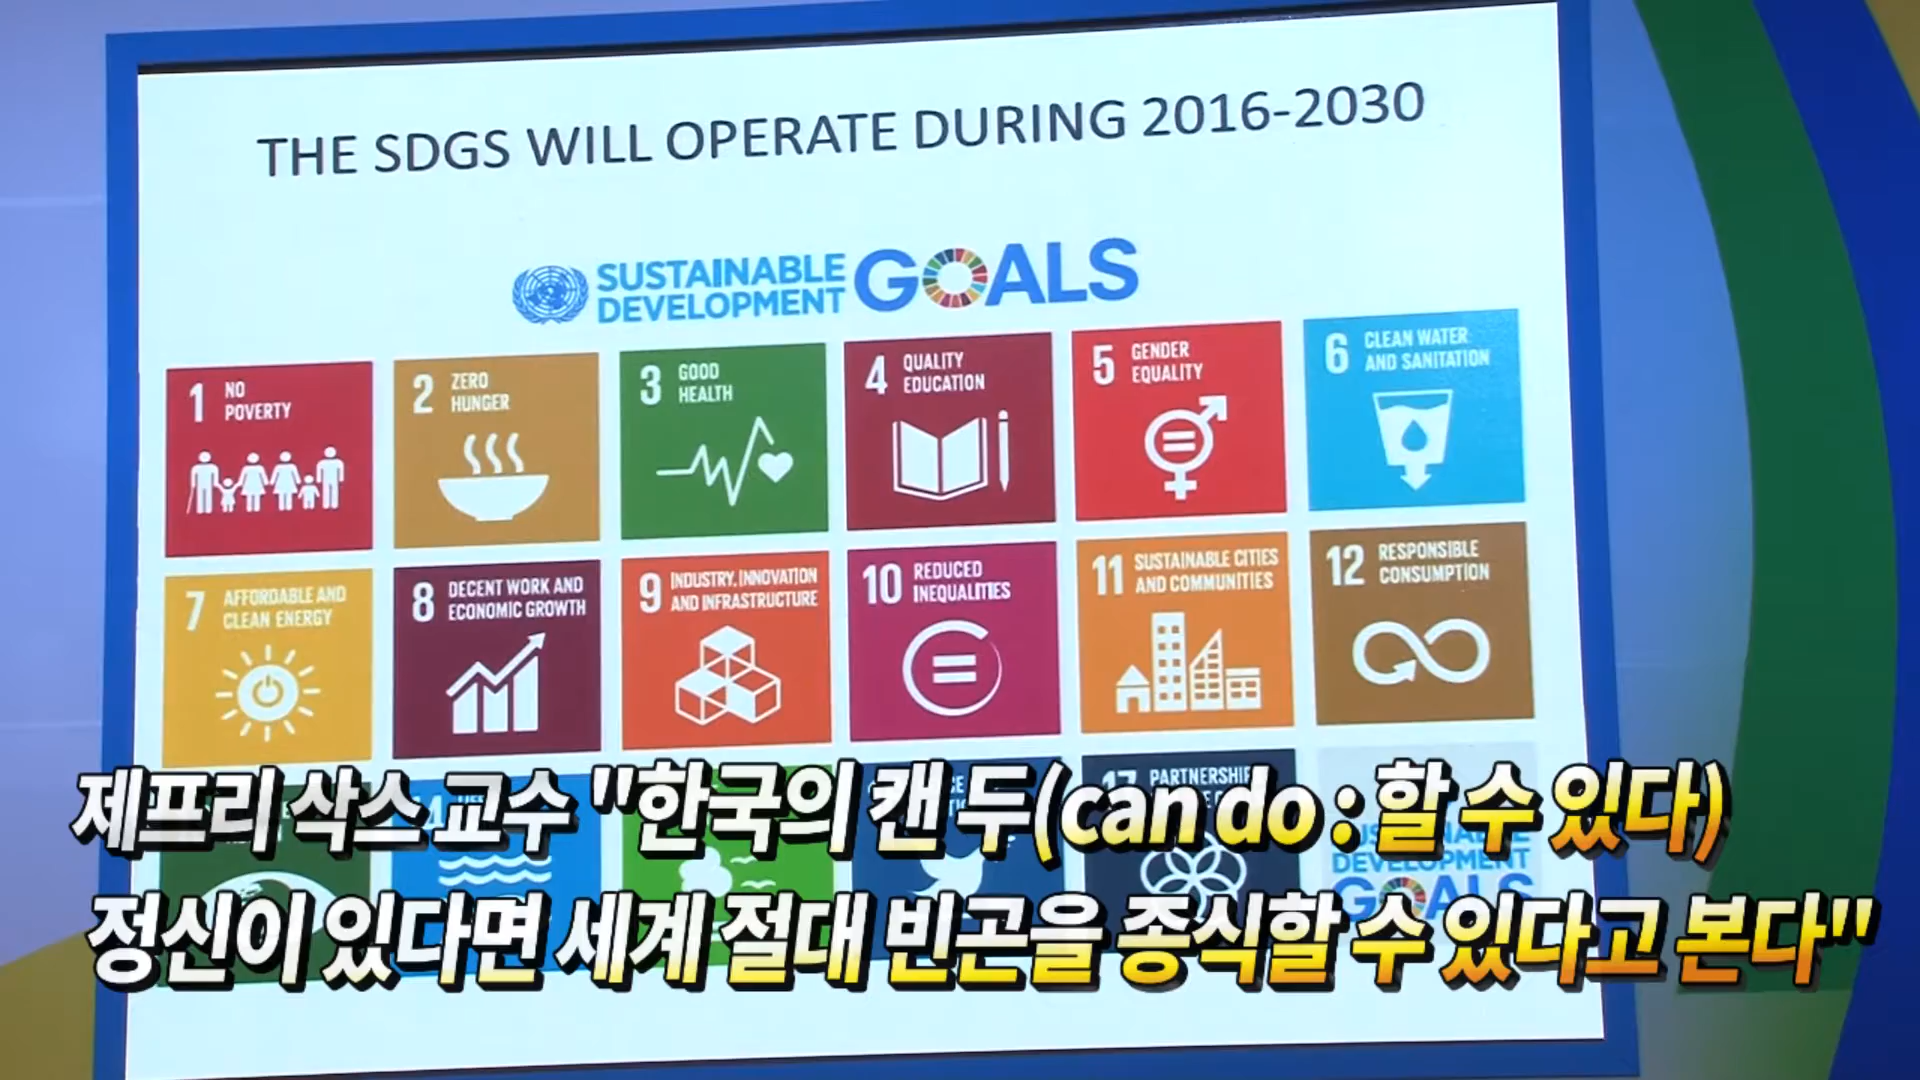 THE SDGS WILL OPERATE DURING 2016-2030
SUSTAINABLE
DEVELOPMENT
GOALS
1 NO
POVERTY
2 ZERO
HUNGER
3 GOOD
HEALTH
4 QUALITY
EDUCATION
5 GENDER
EQUALITY
6 CLEAN WATER
AND SANITATION
7 AFFORDABLE AND
CLEAN ENERGY
8 DECENT WORK AND
ECONOMIC GROWTH
9 INDUSTRY, INNOVATION
AND INFRASTRUCTURE
10 REDUCED
INEQUALITIES
11 SUSTAINABLE CITIES
AND COMMUNITIES
12 RESPONSIBLE
CONSUMPTION
17
SUSTAINABLE
DEVELOPMENT
GOALS
제프리 삭스 교수 "한국의 캔 두(can do : 할 수 있다)
정신이 있다면 세계 절대 빈곤을 종식할 수 있다고 본다"